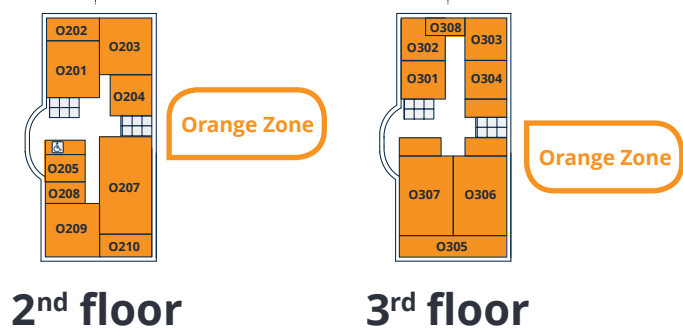 O202
O203
O201
O204
O205
O207
O208
O209
O210
Orange Zone
2nd floor
O308
O302
O303
O301
O304
O307
O306
O305
Orange Zone
3rd floor